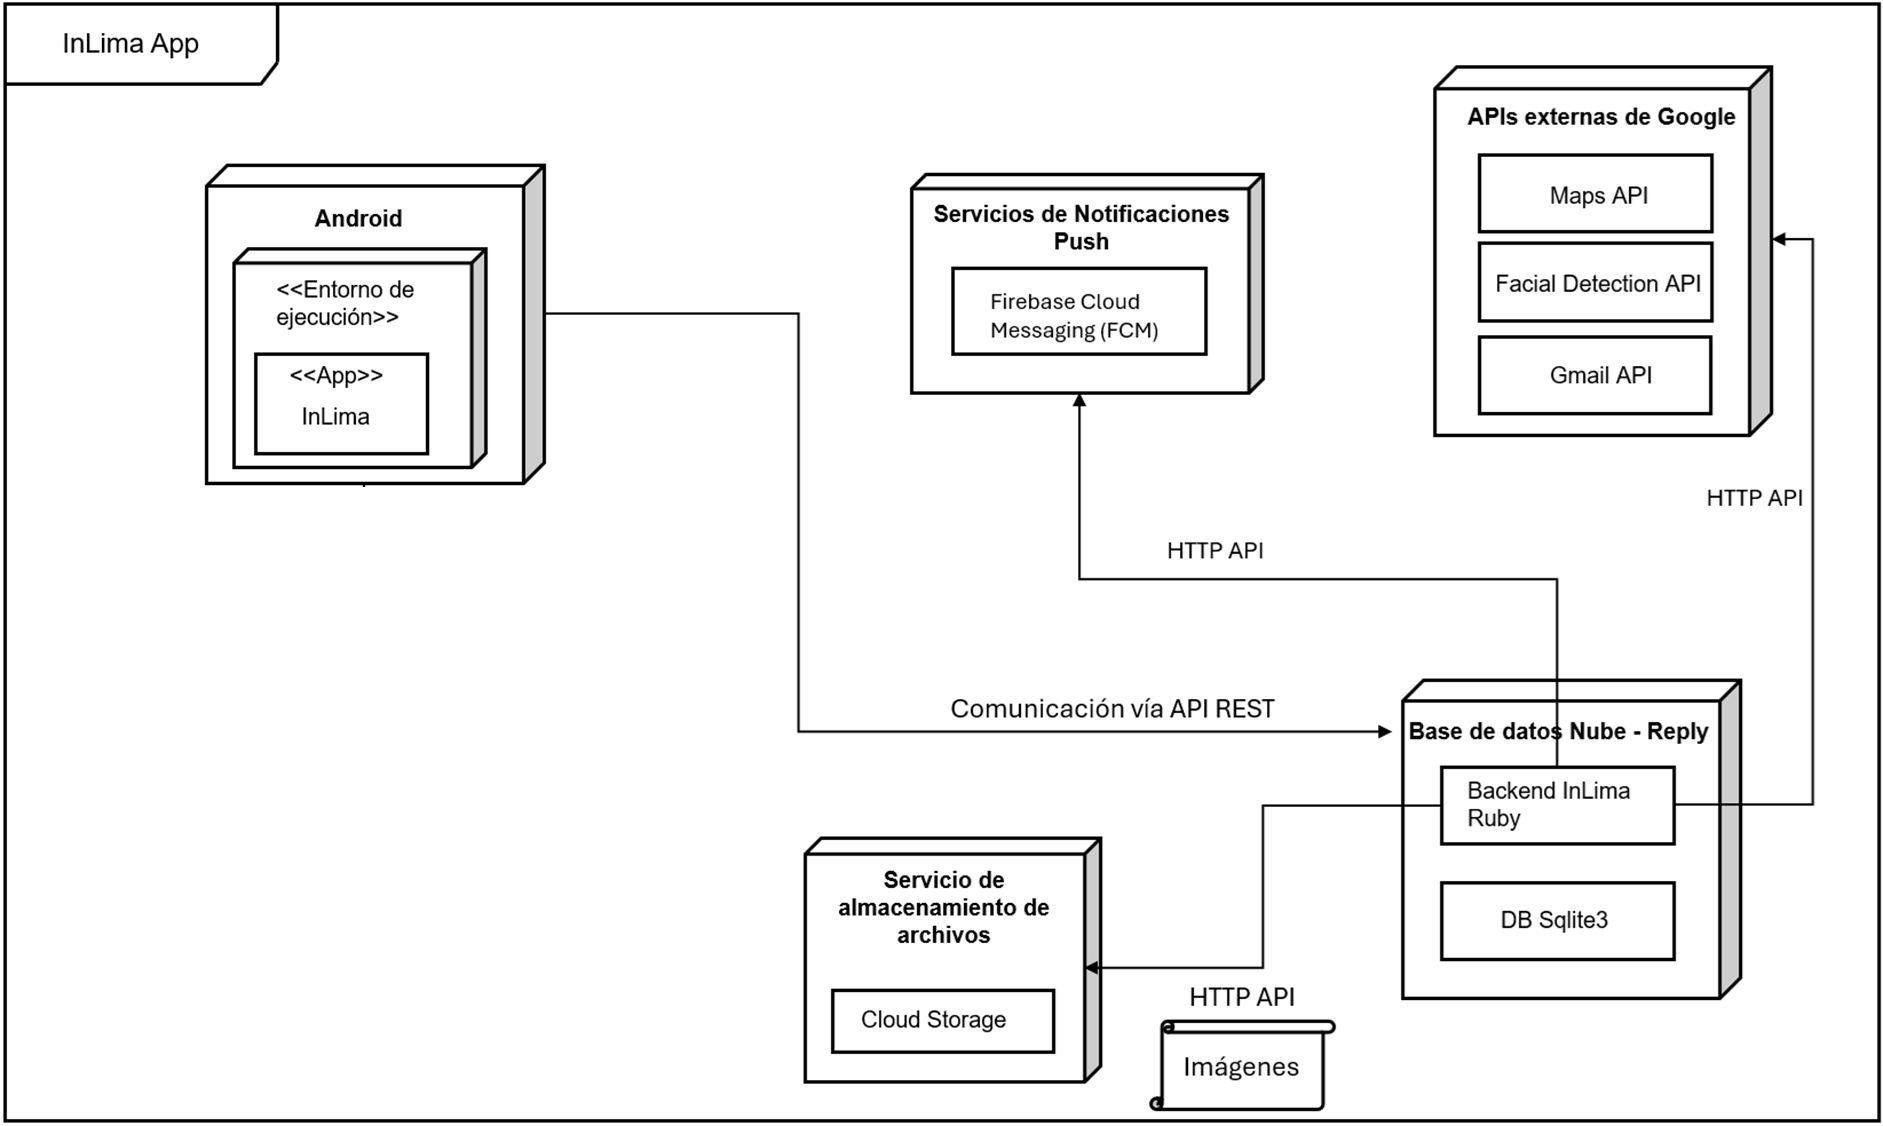 InLima App
Android
<<Entorno de
ejecución>>
<<App>>
InLima
Servicios de Notificaciones
Push
Firebase Cloud
Messaging (FCM)
APIs externas de Google
Maps API
Facial Detection API
Gmail API
HTTP API
HTTP API
Comunicación vía API REST
Base de datos Nube - Reply
Backend InLima
Ruby
DB Sqlite3
Servicio de
almacenamiento de
archivos
Cloud Storage
HTTP API
Imágenes